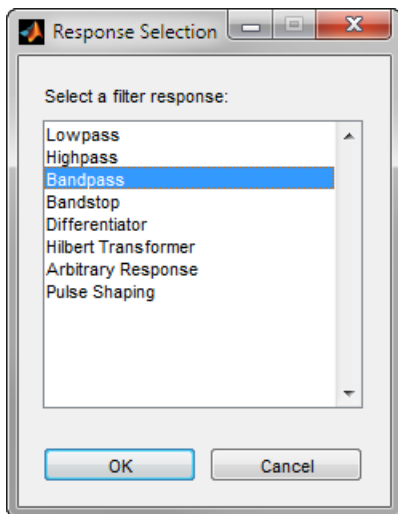 Response Selection
Select a filter response:
Lowpass
Highpass
Bandpass
Bandstop
Differentiator
Hilbert Transformer
Arbitrary Response
Pulse Shaping
OK
Cancel